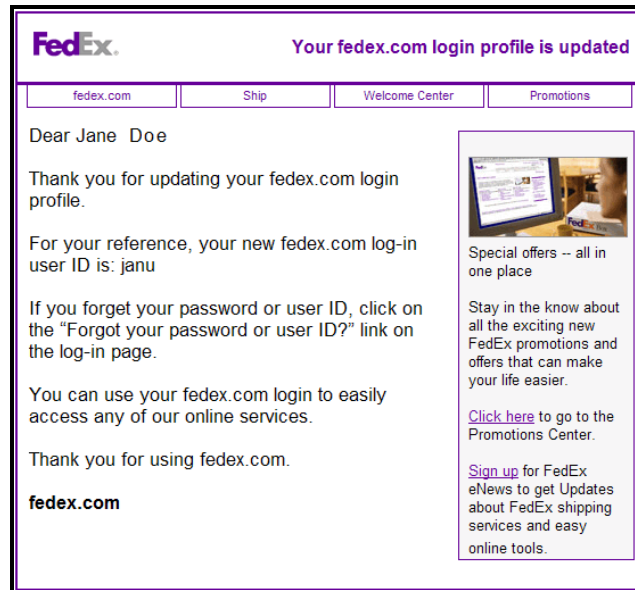 FedEx.
Your fedex.com login profile is updated
fedex.com
Ship
Welcome Center
Promotions
Dear Jane Doe
Thank you for updating your fedex.com login
profile.
For your reference, your new fedex.com log-in
user ID is: janu
If you forget your password or user ID, click on
the “Forgot your password or user ID?” link on
the log-in page.
You can use your fedex.com login to easily
access any of our online services.
Thank you for using fedex.com.
fedex.com
FedEx
Special offers -- all in
one place
Stay in the know about
all the exciting new
FedEx promotions and
offers that can make
your life easier.
Click here to go to the
Promotions Center.
Sign up for FedEx
eNews to get Updates
about FedEx shipping
services and easy
online tools.